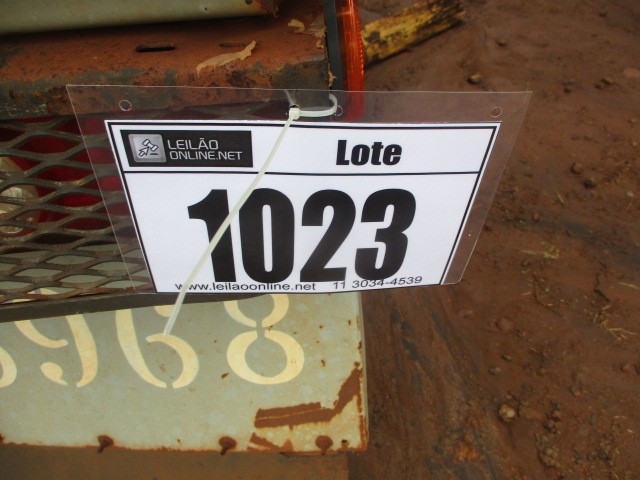 LEILÃO
ONLINE.NET
Lote
1023
www.leilaoonline.net 11 3034-4539
968